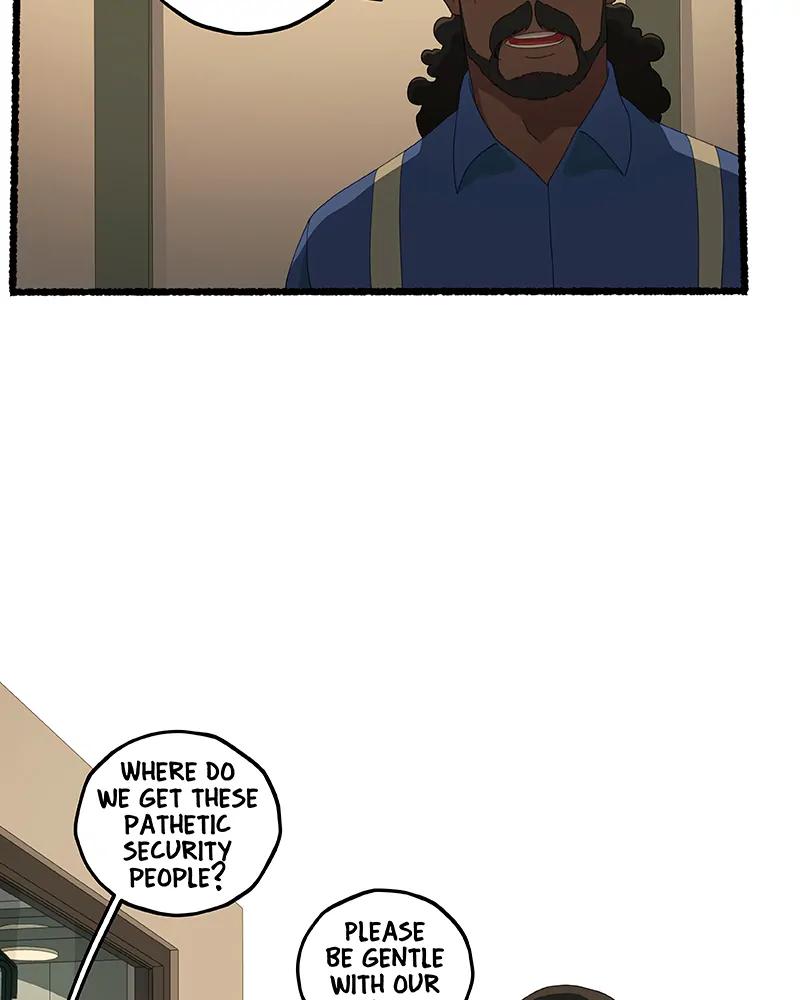 WHERE DO
WE GET THESE
PATHETIC
SECURITY
PEOPLE?
PLEASE
BE GENTLE
WITH OUR